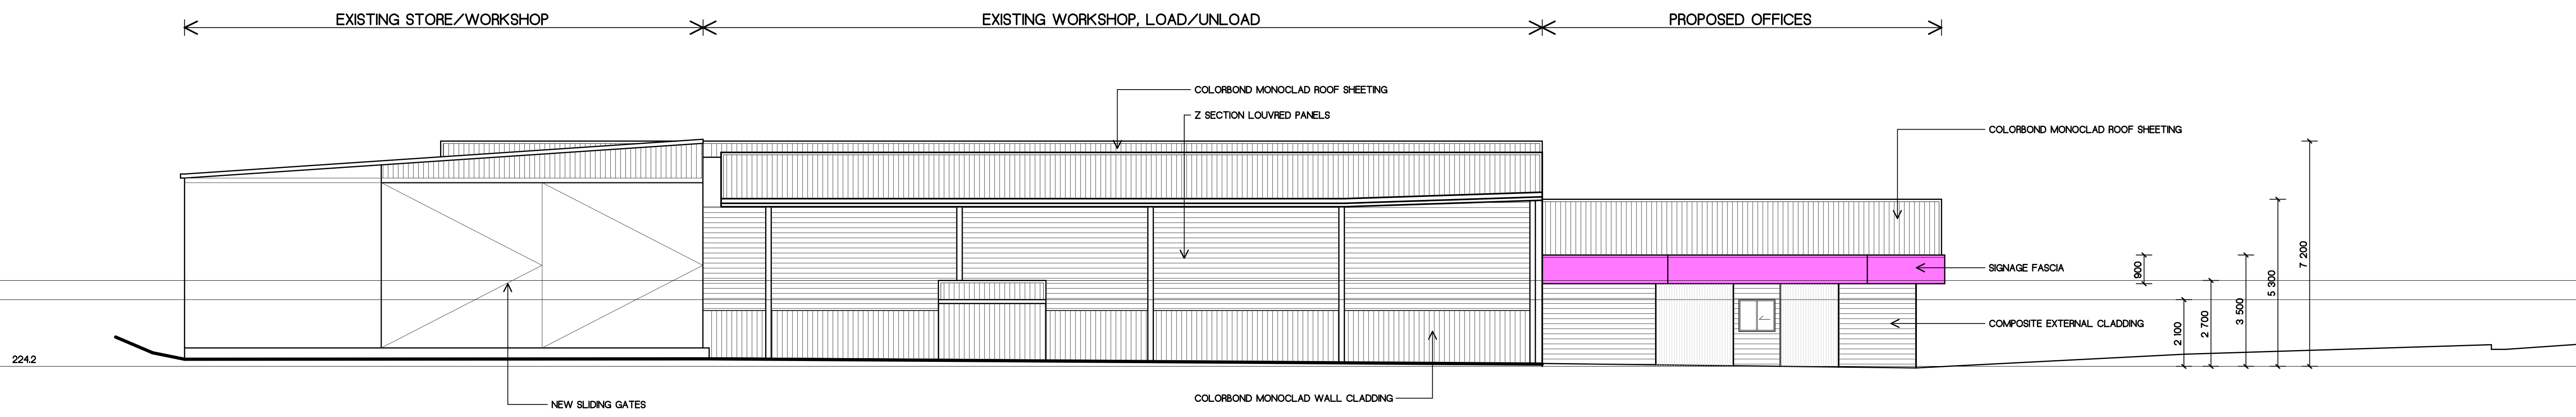 EXISTING STORE/WORKSHOP
EXISTING WORKSHOP, LOAD/UNLOAD
PROPOSED OFFICES
COLORBOND MONOCLAD ROOF SHEETING
Z SECTION LOUVRED PANELS
COLORBOND MONOCLAD ROOF SHEETING
SIGNAGE FASCIA
COMPOSITE EXTERNAL CLADDING
900
2 100
2 700
3 500
5 300
7 200
224.2
NEW SLIDING GATES
COLORBOND MONOCLAD WALL CLADDING